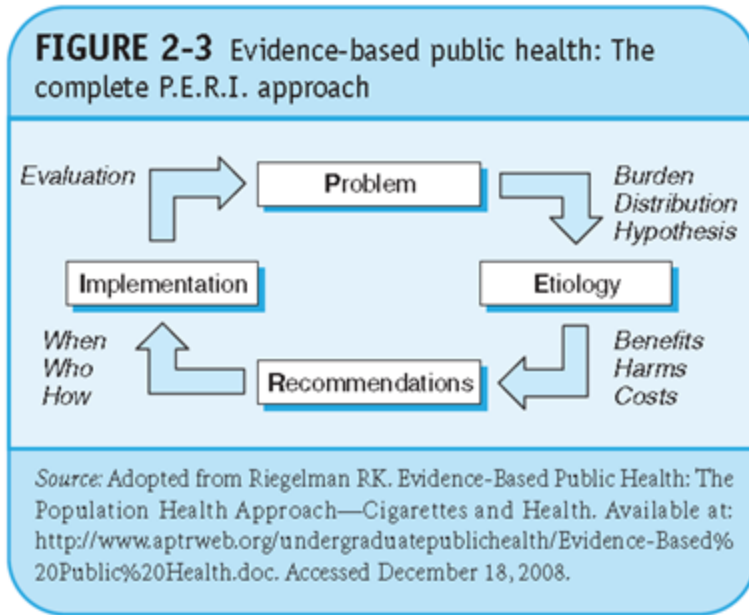 FIGURE 2-3 Evidence-based public health: The
complete P.E.R.I. approach
Evaluation
Problem
Burden
Distribution
Hypothesis
Implementation
Etiology
When
Who
How
Recommendations
Benefits
Harms
Costs
Source: Adopted from Riegelman RK. Evidence-Based Public Health: The
Population Health Approach—Cigarettes and Health. Available at:
http://www.aptrweb.org/undergraduatepublichealth/Evidence-Based%
20Public%20Health.doc. Accessed December 18, 2008.